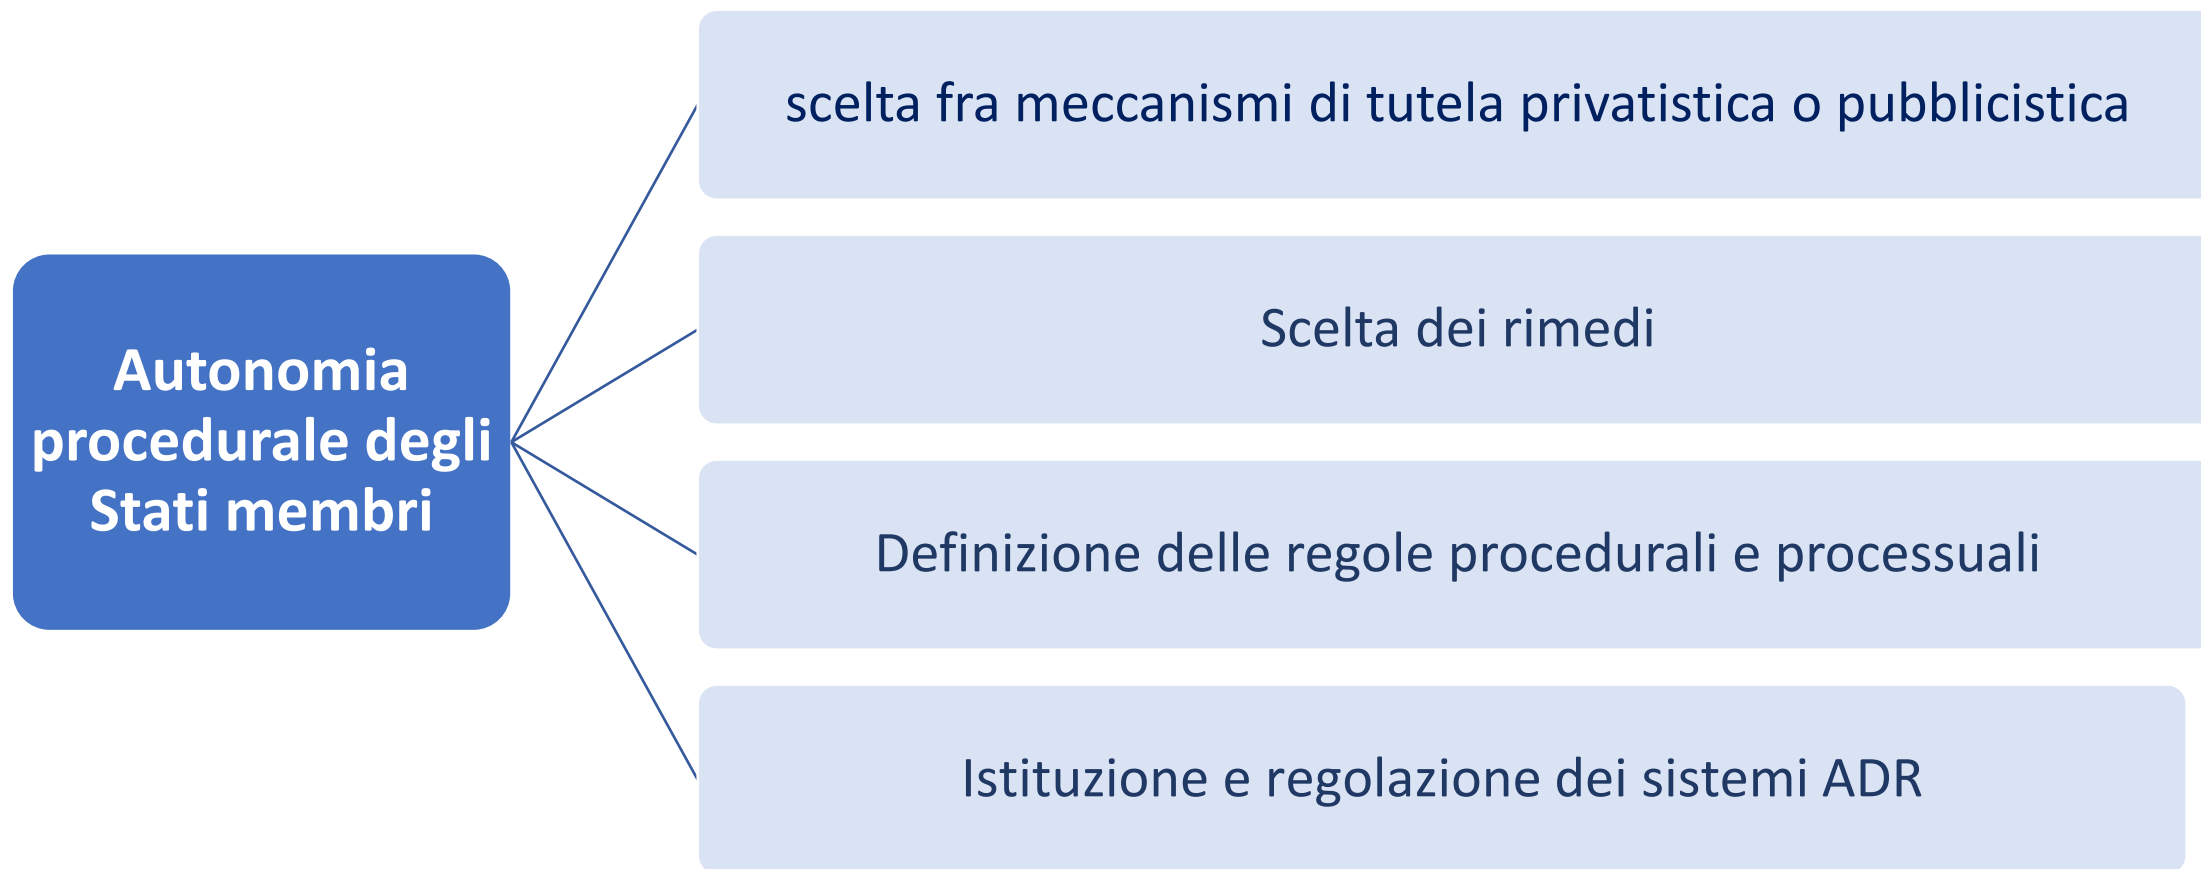 Autonomia
procedurale degli
Stati membri
scelta fra meccanismi di tutela privatistica o pubblicistica
Scelta dei rimedi
Definizione delle regole procedurali e processuali
Istituzione e regolazione dei sistemi ADR